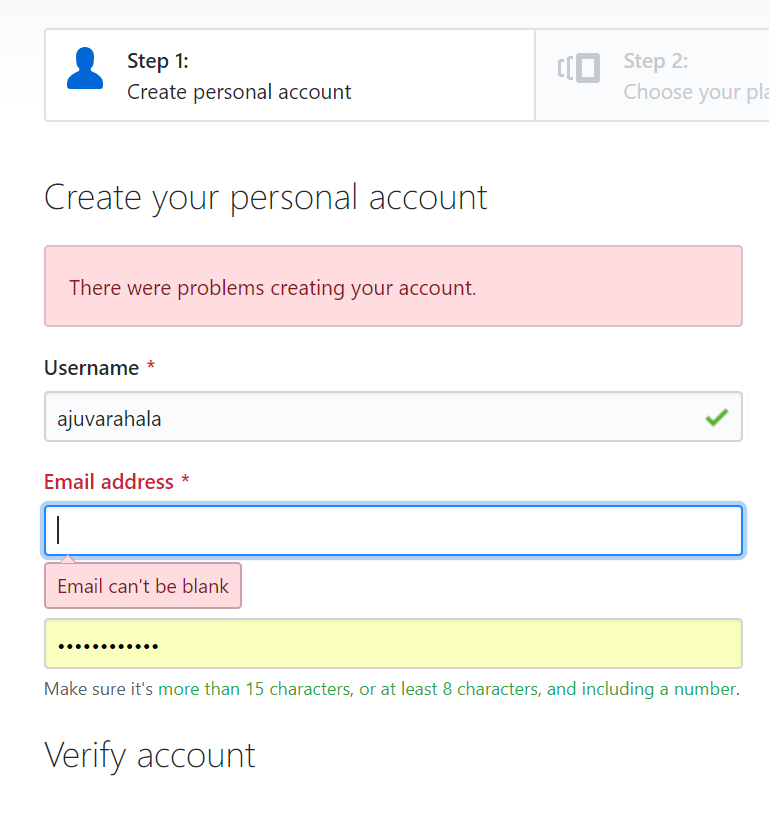 Step 1:
Create personal account
Step 2:
Choose your
Create your personal account
There were problems creating your account.
Username *
ajuvarahala
Email address *
Email can't be blank
••••••••••••
Make sure it's more than 15 characters, or at least 8 characters, and including a number.
Verify account